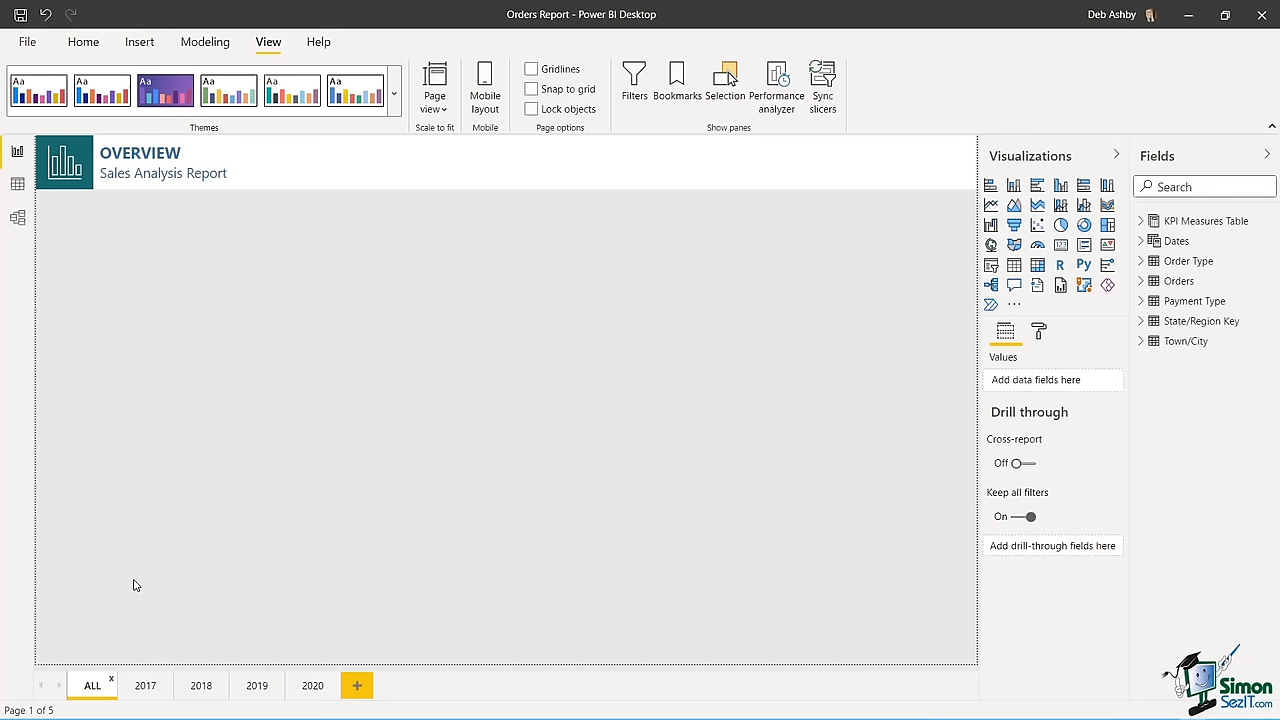 Orders Report - Power BI Desktop
Deb Ashby
File
Home
Insert
Modeling
View
Help
Aa
Aa
Aa
Aa
Aa
Aa
Themes
Page view
Scale to fit
Mobile layout
Mobile
Gridlines
Snap to grid
Lock objects
Page options
Filters
Bookmarks
Selection
Performance analyzer
Sync slicers
Show panes
OVERVIEW
Sales Analysis Report
Visualizations
123
R
Py
...
Values
Add data fields here
Drill through
Cross-report
Off
Keep all filters
On
Add drill-through fields here
Fields
Search
KPI Measures Table
Dates
Order Type
Orders
Payment Type
State/Region Key
Town/City
ALL
x
2017
2018
2019
2020
+
Page 1 of 5
Simon
SezIT.com